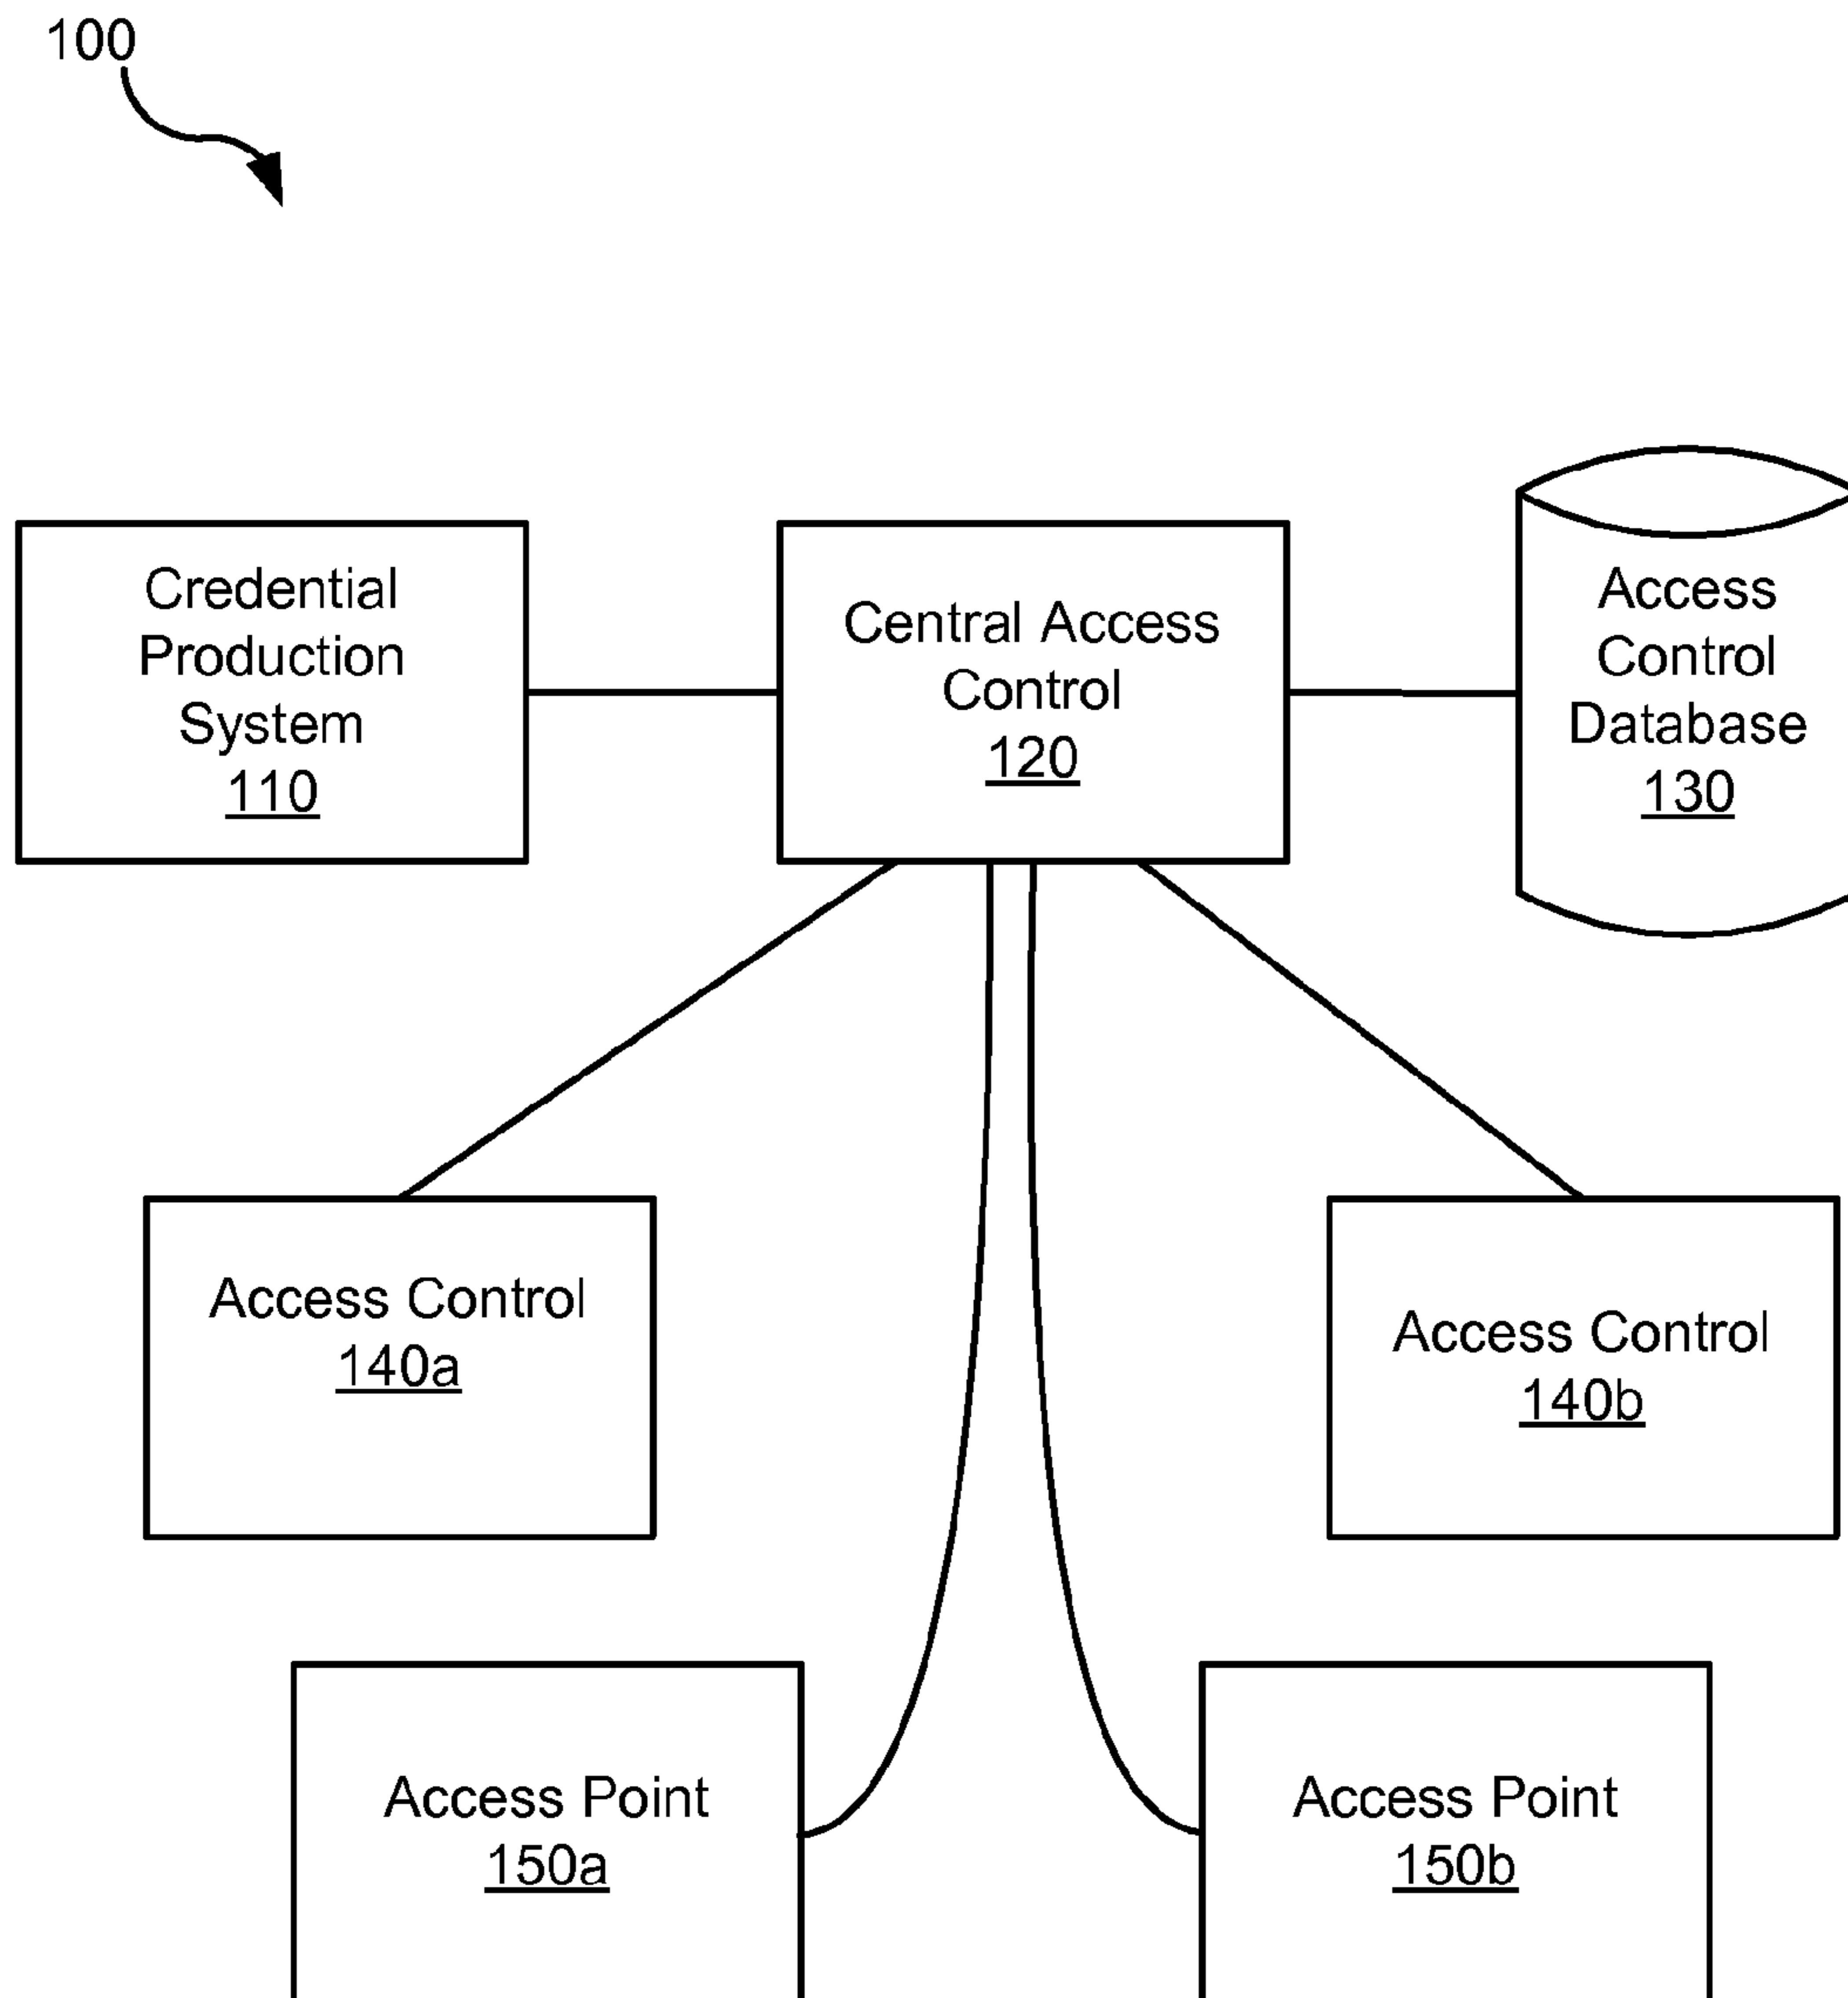 100
Credential
Production
System
110
Central Access
Control
120
Access
Control
Database
130
Access Control
140a
Access Control
140b
Access Point
150a
Access Point
150b